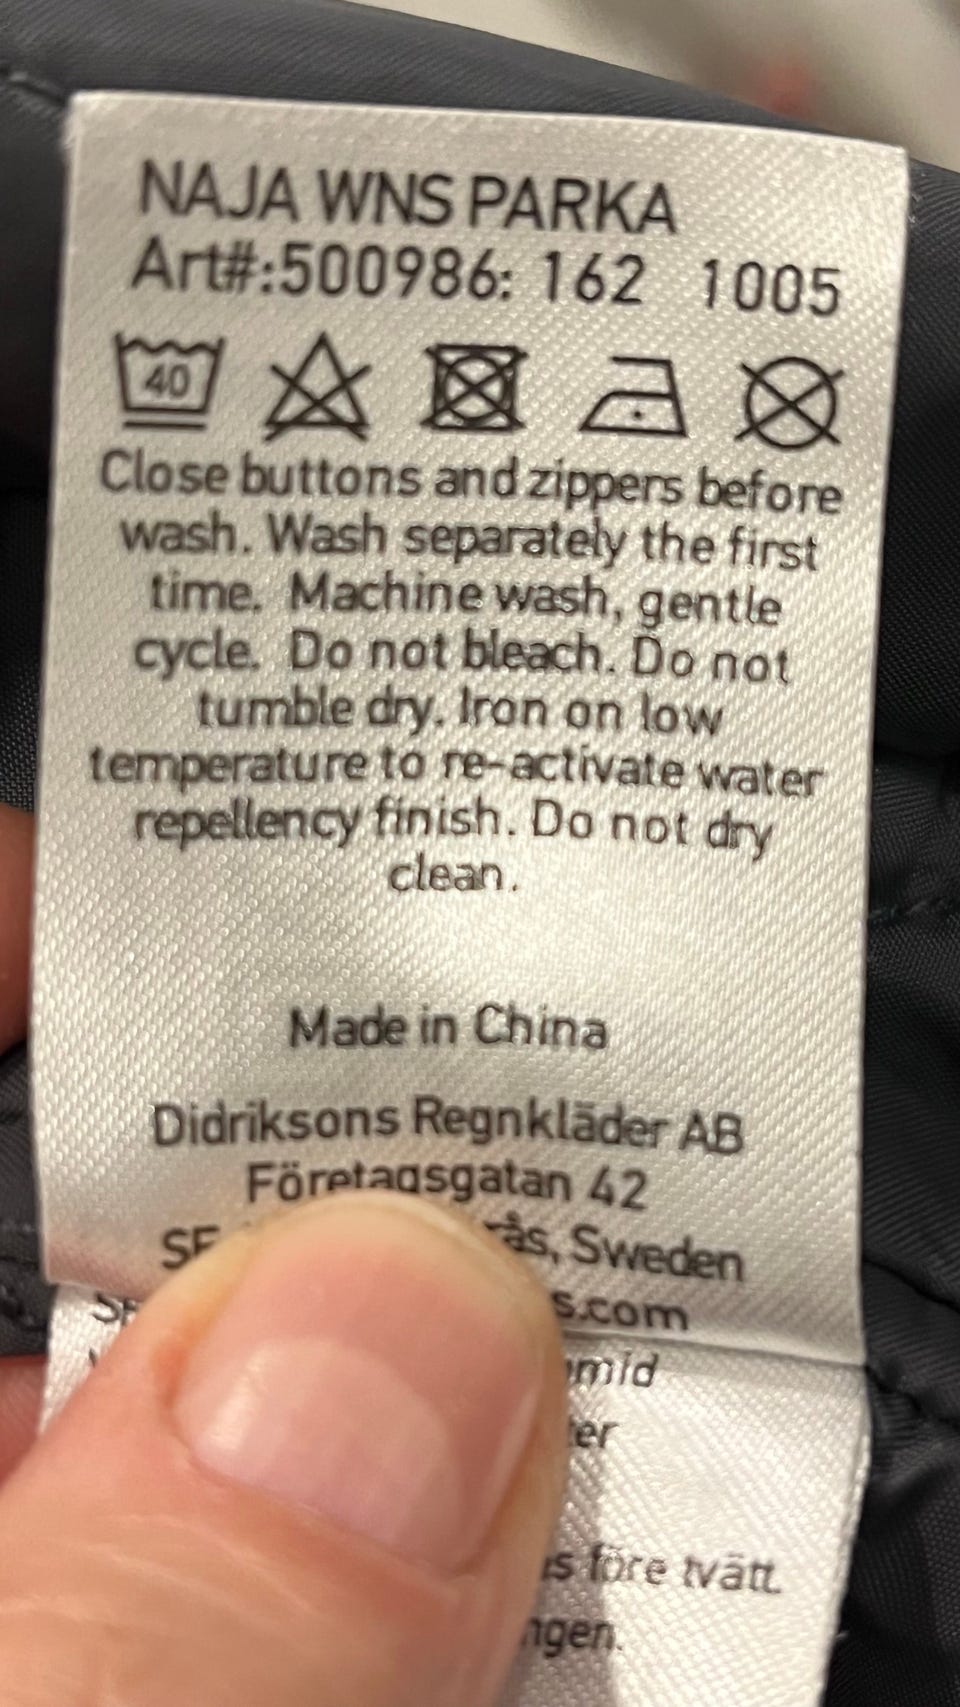 NAJA WNS PARKA
Art#:500986: 162 1005
40
Close buttons and zippers before
wash. Wash separately the first
time. Machine wash, gentle
cycle. Do not bleach. Do not
tumble dry. Iron on low
temperature to re-activate water
repellency finish. Do not dry
clean.
Made in China
Didriksons Regnkläder AB
Företagsgatan 42
Sweden
före tvätt.